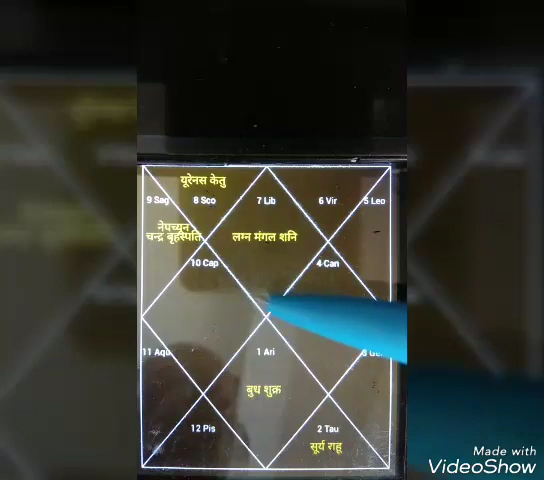 यूरेनस केतु
9 Sag
8 Sco
7 Lib
6 Vir
5 Leo
नेपच्यून
चन्द्र बृहस्पति
लग्न मंगल शनि
10 Cap
4 Can
11 Aqu
1 Ari
बुध शुक्र
12 Pis
2 Tau
सूर्य राहू
Made with
VideoShow